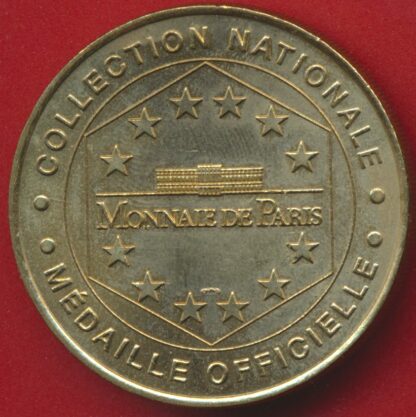 COLLECTION NATIONALE
MONNAIE DE PARIS
MÉDAILLE OFFICIELLE